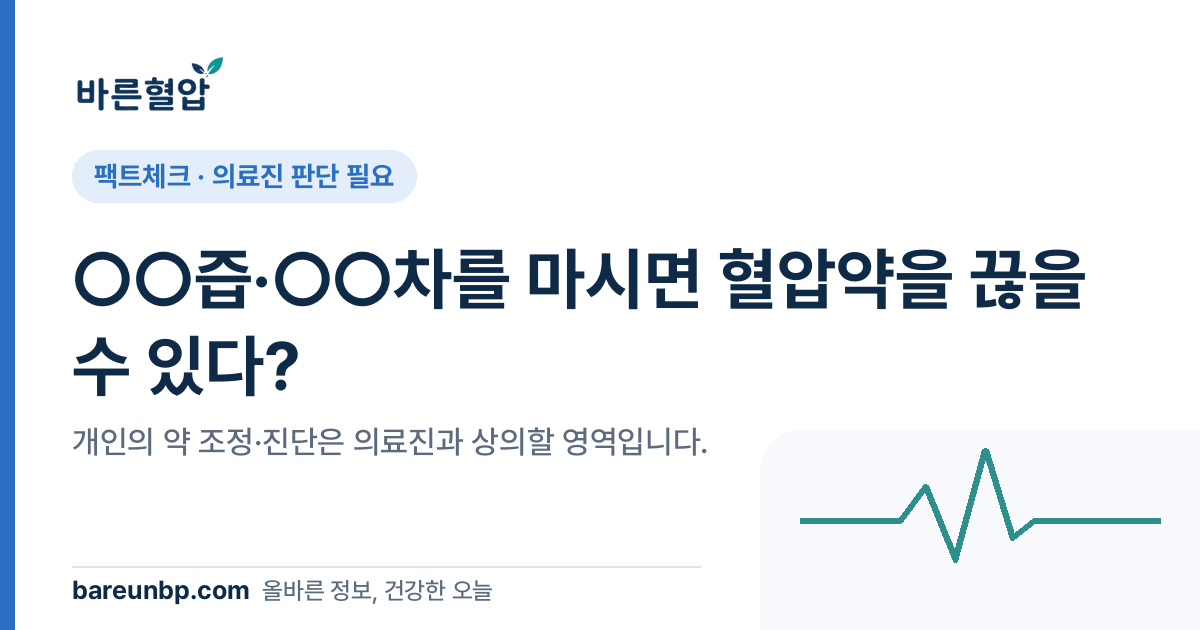 바른혈압
팩트체크 · 의료진 판단 필요
○○즙·○○차를 마시면 혈압약을 끊을
수 있다?
개인의 약 조정·진단은 의료진과 상의할 영역입니다.
bareunbp.com 올바른 정보, 건강한 오늘